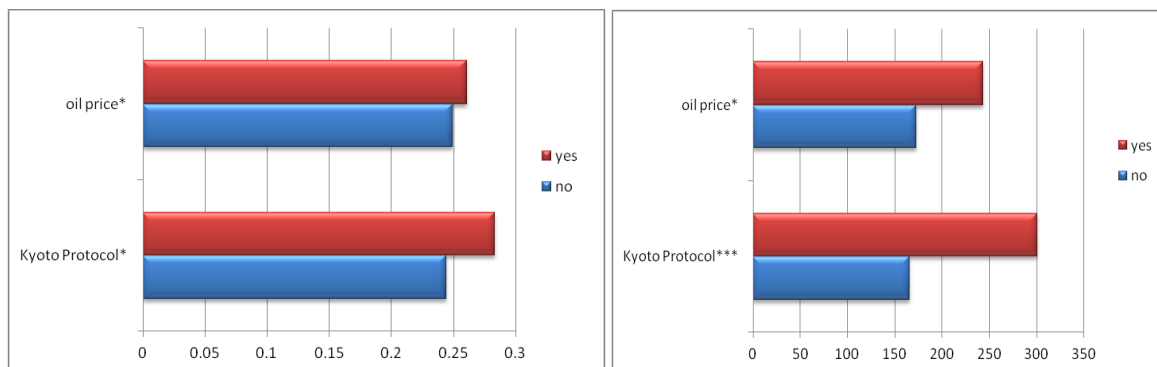 oil price*
Kyoto Protocol*
0 0.05 0.1 0.15 0.2 0.25 0.3
yes
no
oil price*
Kyoto Protocol***
0 50 100 150 200 250 300 350
yes
no